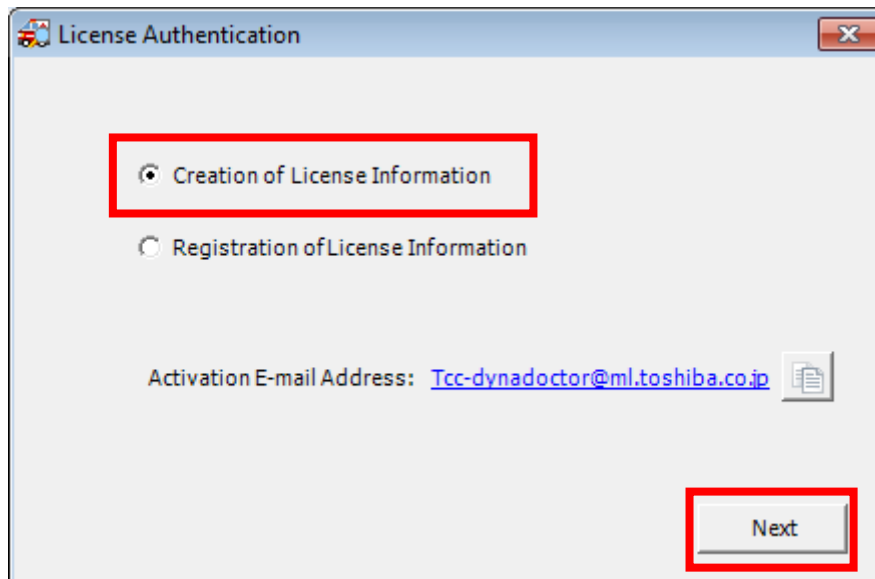 License Authentication
Creation of License Information
Registration of License Information
Activation E-mail Address: Tcc-dynadoctor@ml.toshiba.co.jp
Next